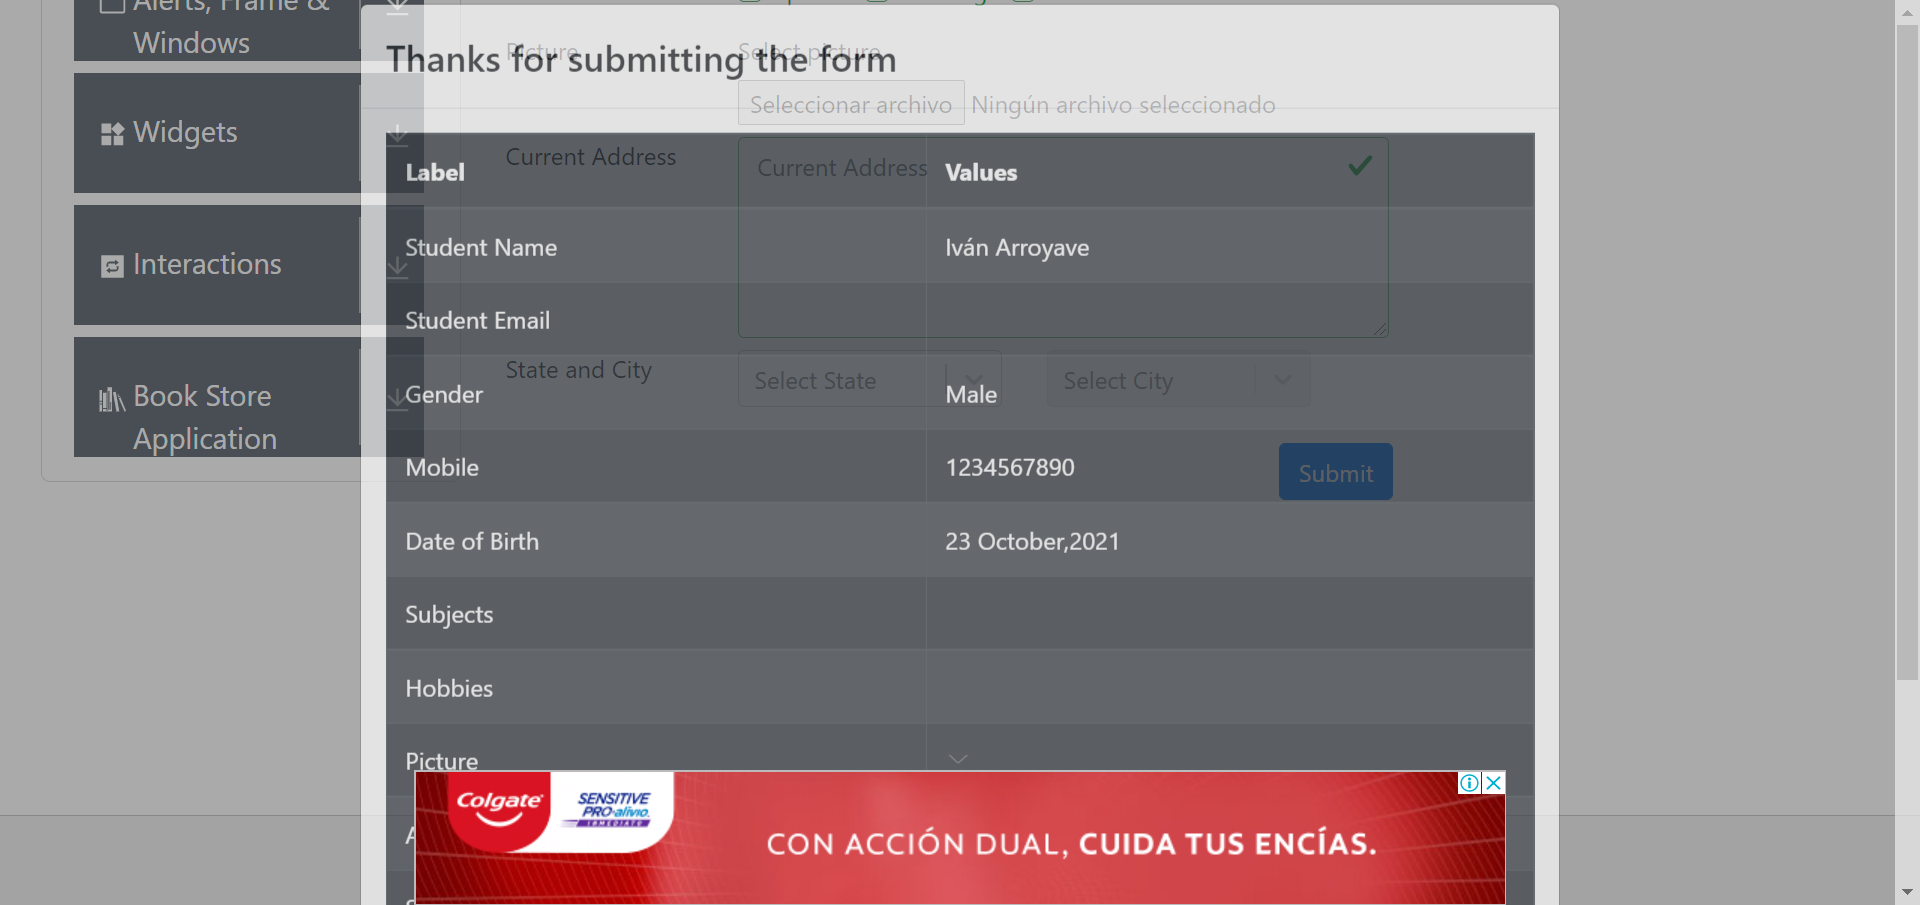 Alerts, Frame &
Windows
Widgets
Interactions
Book Store
Application
Thanks for submitting the form
Picture
Select picture
Seleccionar archivo Ningún archivo seleccionado
Current Address
Current Address
Label Values
Student Name Iván Arroyave
Student Email
State and City
Select State
Select City
Gender Male
Mobile 1234567890
Submit
Date of Birth 23 October,2021
Subjects
Hobbies
Picture
Colgate
SENSITIVE
PRO-alivio
INMEDIATO
CON ACCIÓN DUAL, CUIDA TUS ENCÍAS.